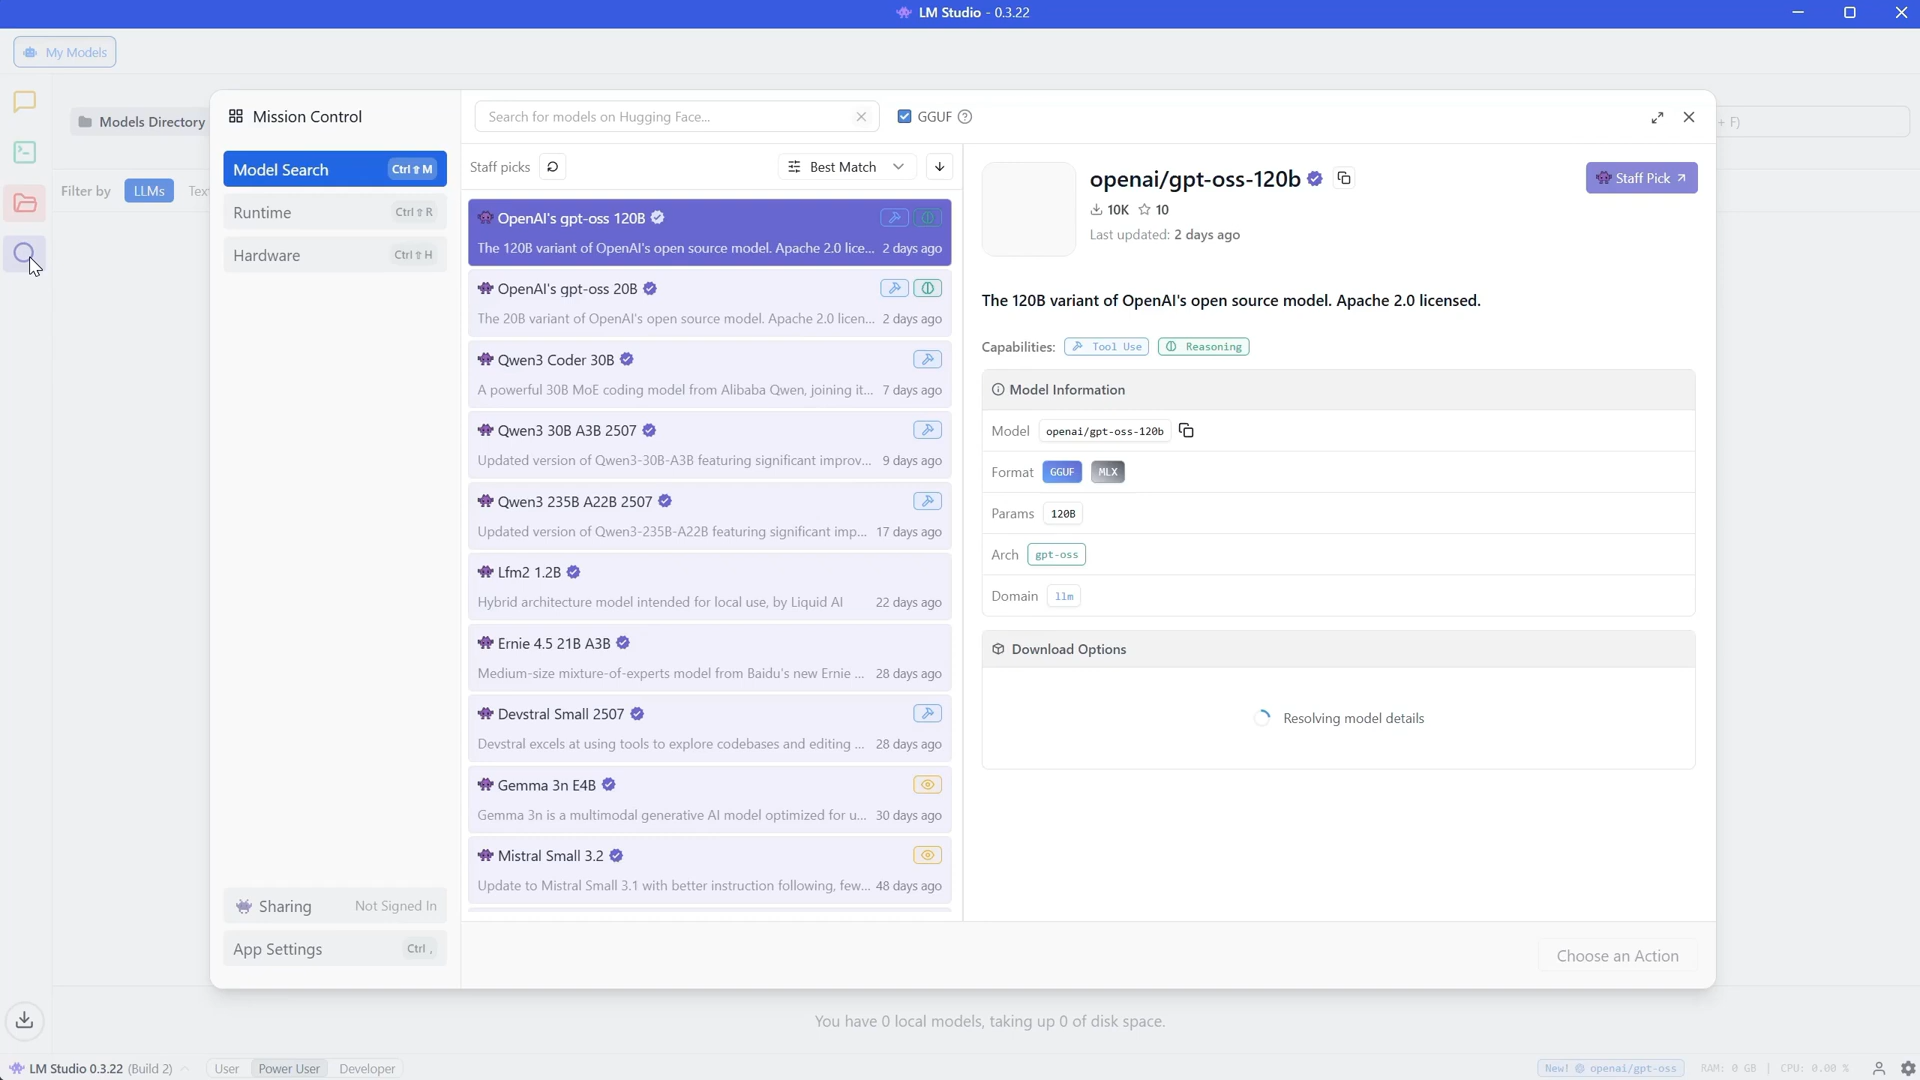 LM Studio - 0.3.22
My Models
Models Directory
+ F)
Filter by LLMs Tex
Mission Control
Model Search Ctrl⇧M
Runtime Ctrl⇧R
Hardware Ctrl⇧H
Sharing Not Signed In
App Settings Ctrl ,
Search for models on Hugging Face...
GGUF
Staff picks
Best Match
OpenAI's gpt-oss 120B
The 120B variant of OpenAI's open source model. Apache 2.0 lice... 2 days ago
OpenAI's gpt-oss 20B
The 20B variant of OpenAI's open source model. Apache 2.0 licen... 2 days ago
Qwen3 Coder 30B
A powerful 30B MoE coding model from Alibaba Qwen, joining it... 7 days ago
Qwen3 30B A3B 2507
Updated version of Qwen3-30B-A3B featuring significant improv... 9 days ago
Qwen3 235B A22B 2507
Updated version of Qwen3-235B-A22B featuring significant imp... 17 days ago
Lfm2 1.2B
Hybrid architecture model intended for local use, by Liquid AI 22 days ago
Ernie 4.5 21B A3B
Medium-size mixture-of-experts model from Baidu's new Ernie ... 28 days ago
Devstral Small 2507
Devstral excels at using tools to explore codebases and editing ... 28 days ago
Gemma 3n E4B
Gemma 3n is a multimodal generative AI model optimized for u... 30 days ago
Mistral Small 3.2
Update to Mistral Small 3.1 with better instruction following, few... 48 days ago
openai/gpt-oss-120b
Staff Pick ↗
10K 10
Last updated: 2 days ago
The 120B variant of OpenAI's open source model. Apache 2.0 licensed.
Capabilities: Tool Use Reasoning
Model Information
Model openai/gpt-oss-120b
Format GGUF MLX
Params 120B
Arch gpt-oss
Domain llm
Download Options
Resolving model details
Choose an Action
You have 0 local models, taking up 0 of disk space.
LM Studio 0.3.22 (Build 2) User Power User Developer
New! openai/gpt-oss RAM: 0 GB | CPU: 0.00 %